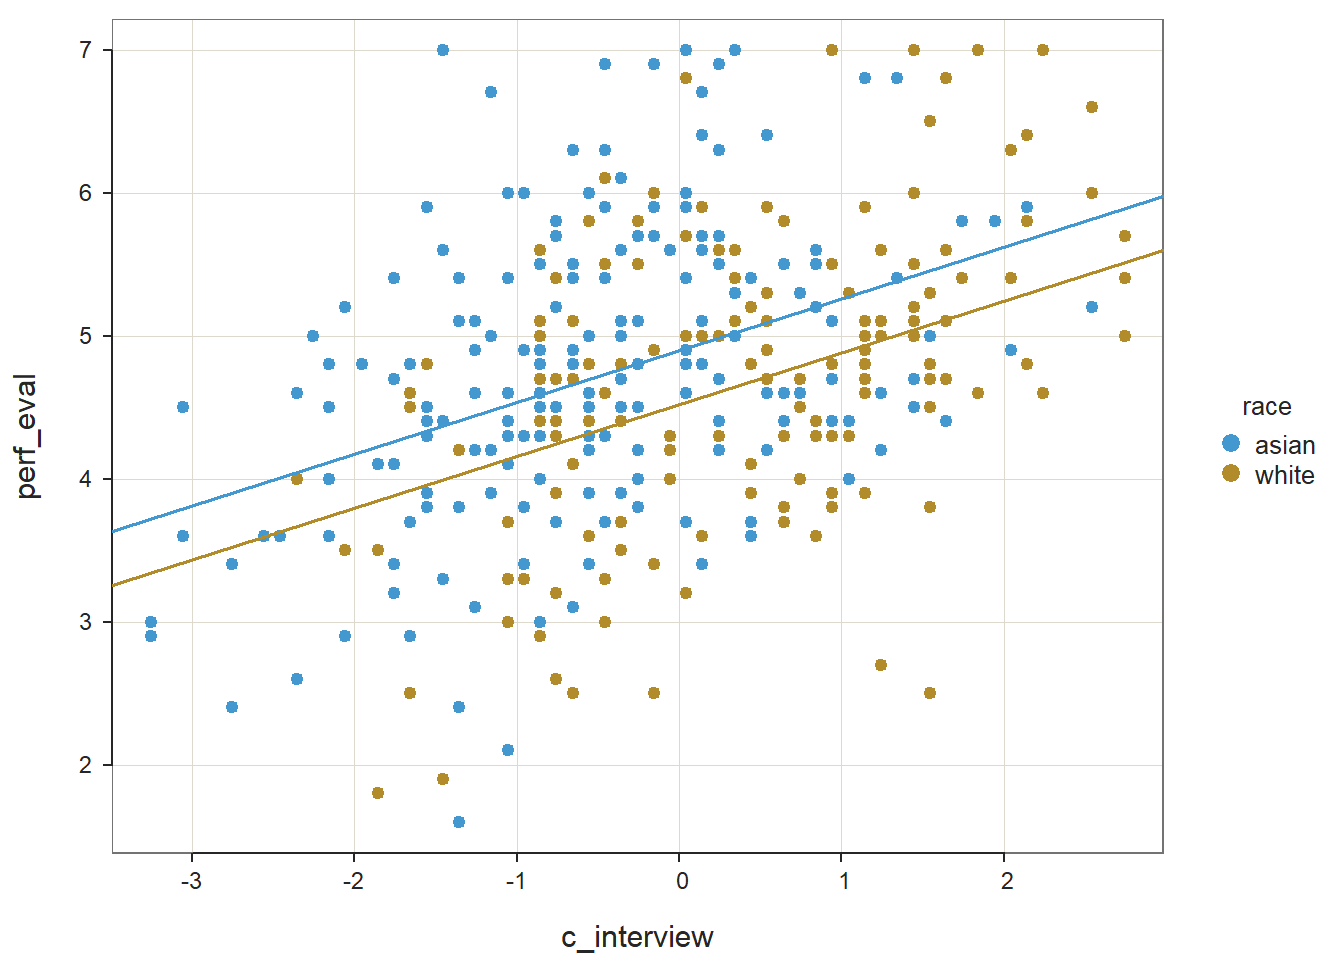 7
6
5
4
3
2
perf_eval
-3 -2 -1 0 1 2
c_interview
race
asian
white